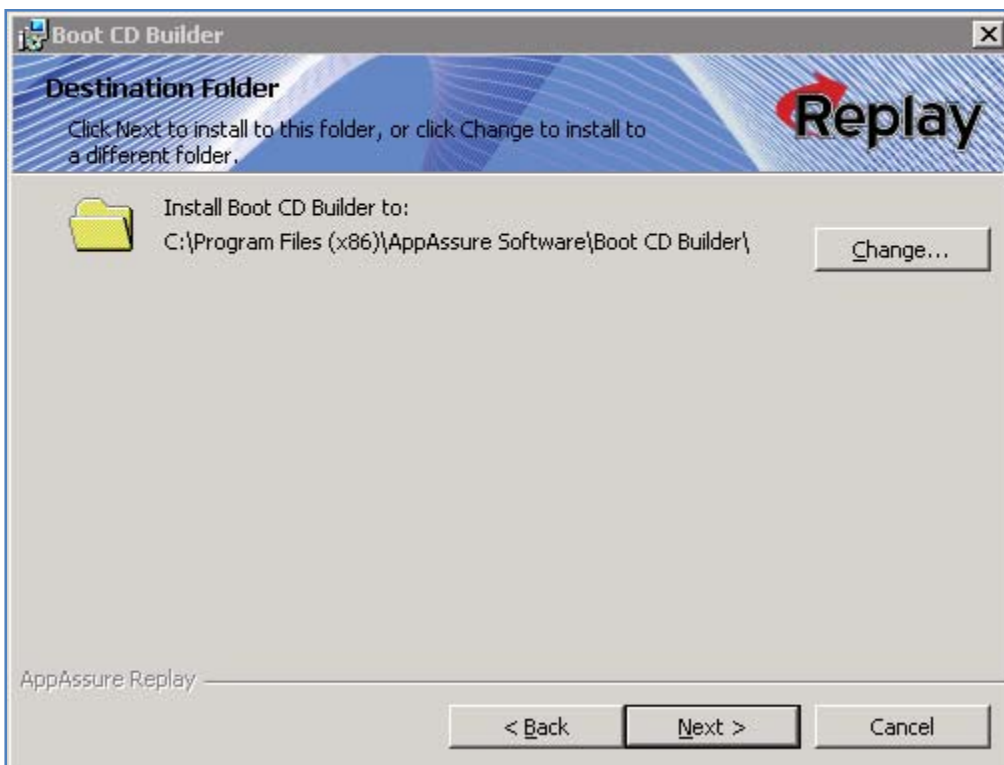 Boot CD Builder
Destination Folder
Click Next to install to this folder, or click Change to install to
a different folder.
Replay
Install Boot CD Builder to:
C:\Program Files (x86)\AppAssure Software\Boot CD Builder\
Change...
AppAssure Replay
< Back
Next >
Cancel